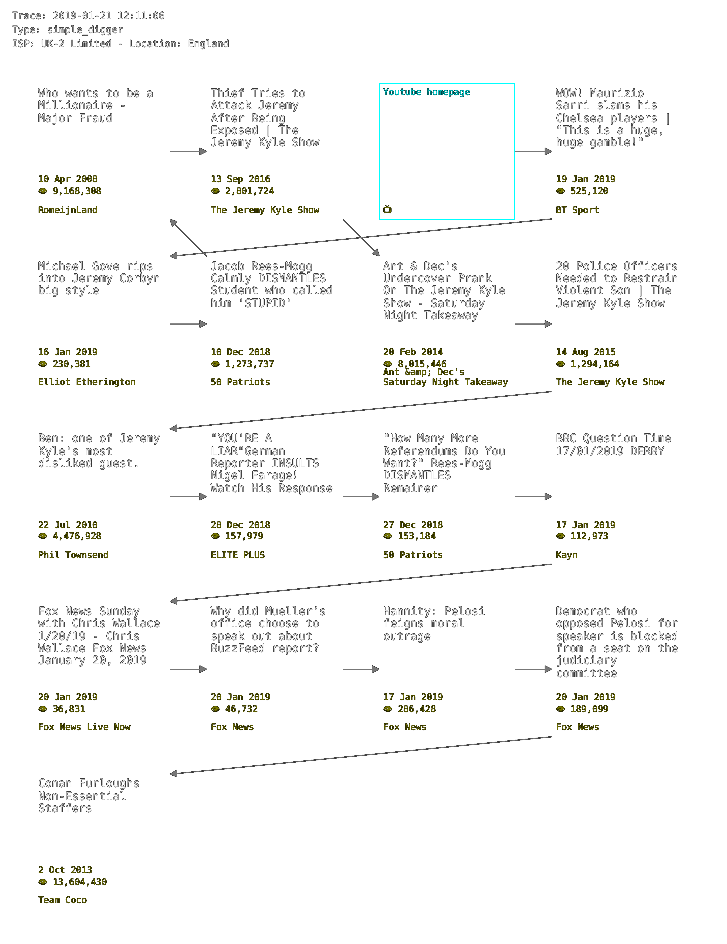 Trace: 2019-01-21 12:11:06
Type: simple_digger
ISP: UK-2 Limited - Location: England
Who wants to be a
Millionaire -
Major Fraud
10 Apr 2008
9,168,308
RomeijnLand
Thief Tries to
Attack Jeremy
After Being
Exposed | The
Jeremy Kyle Show
13 Sep 2016
2,801,724
The Jeremy Kyle Show
Youtube homepage
WOW! Maurizio
Sarri slams his
Chelsea players |
"This is a huge,
huge gamble!"
19 Jan 2019
525,120
BT Sport
Michael Gove rips
into Jeremy Corbyn
big style
16 Jan 2019
230,381
Elliot Etherington
Jacob Rees-Mogg
Calmly DISMANTLES
Student who called
him 'STUPID'
10 Dec 2018
1,273,737
50 Patriots
Ant & Dec's
Undercover Prank
On The Jeremy Kyle
Show - Saturday
Night Takeaway
20 Feb 2014
8,015,446
Ant &amp; Dec's
Saturday Night Takeaway
20 Police Officers
Needed to Restrain
Violent Son | The
Jeremy Kyle Show
14 Aug 2015
1,294,164
The Jeremy Kyle Show
Ben: one of Jeremy
Kyle's most
disliked guest.
22 Jul 2010
4,476,928
Phil Townsend
"YOU'RE A
LIAR"German
Reporter INSULTS
Nigel Farage!
Watch His Response
28 Dec 2018
157,979
ELITE PLUS
"How Many More
Referendums Do You
Want?" Rees-Mogg
DISMANTLES
Remainer
27 Dec 2018
153,184
50 Patriots
BBC Question Time
17/01/2019 DERBY
17 Jan 2019
112,973
Kayn
Fox News Sunday
with Chris Wallace
1/20/19 - Chris
Wallace Fox News
January 20, 2019
20 Jan 2019
36,831
Fox News Live Now
Why did Mueller's
office choose to
speak out about
BuzzFeed report?
20 Jan 2019
46,732
Fox News
Hannity: Pelosi
feigns moral
outrage
17 Jan 2019
206,428
Fox News
Democrat who
opposed Pelosi for
speaker is blocked
from a seat on the
judiciary
committee
20 Jan 2019
189,699
Fox News
Conan Furloughs
Non-Essential
Staffers
2 Oct 2013
13,604,430
Team Coco